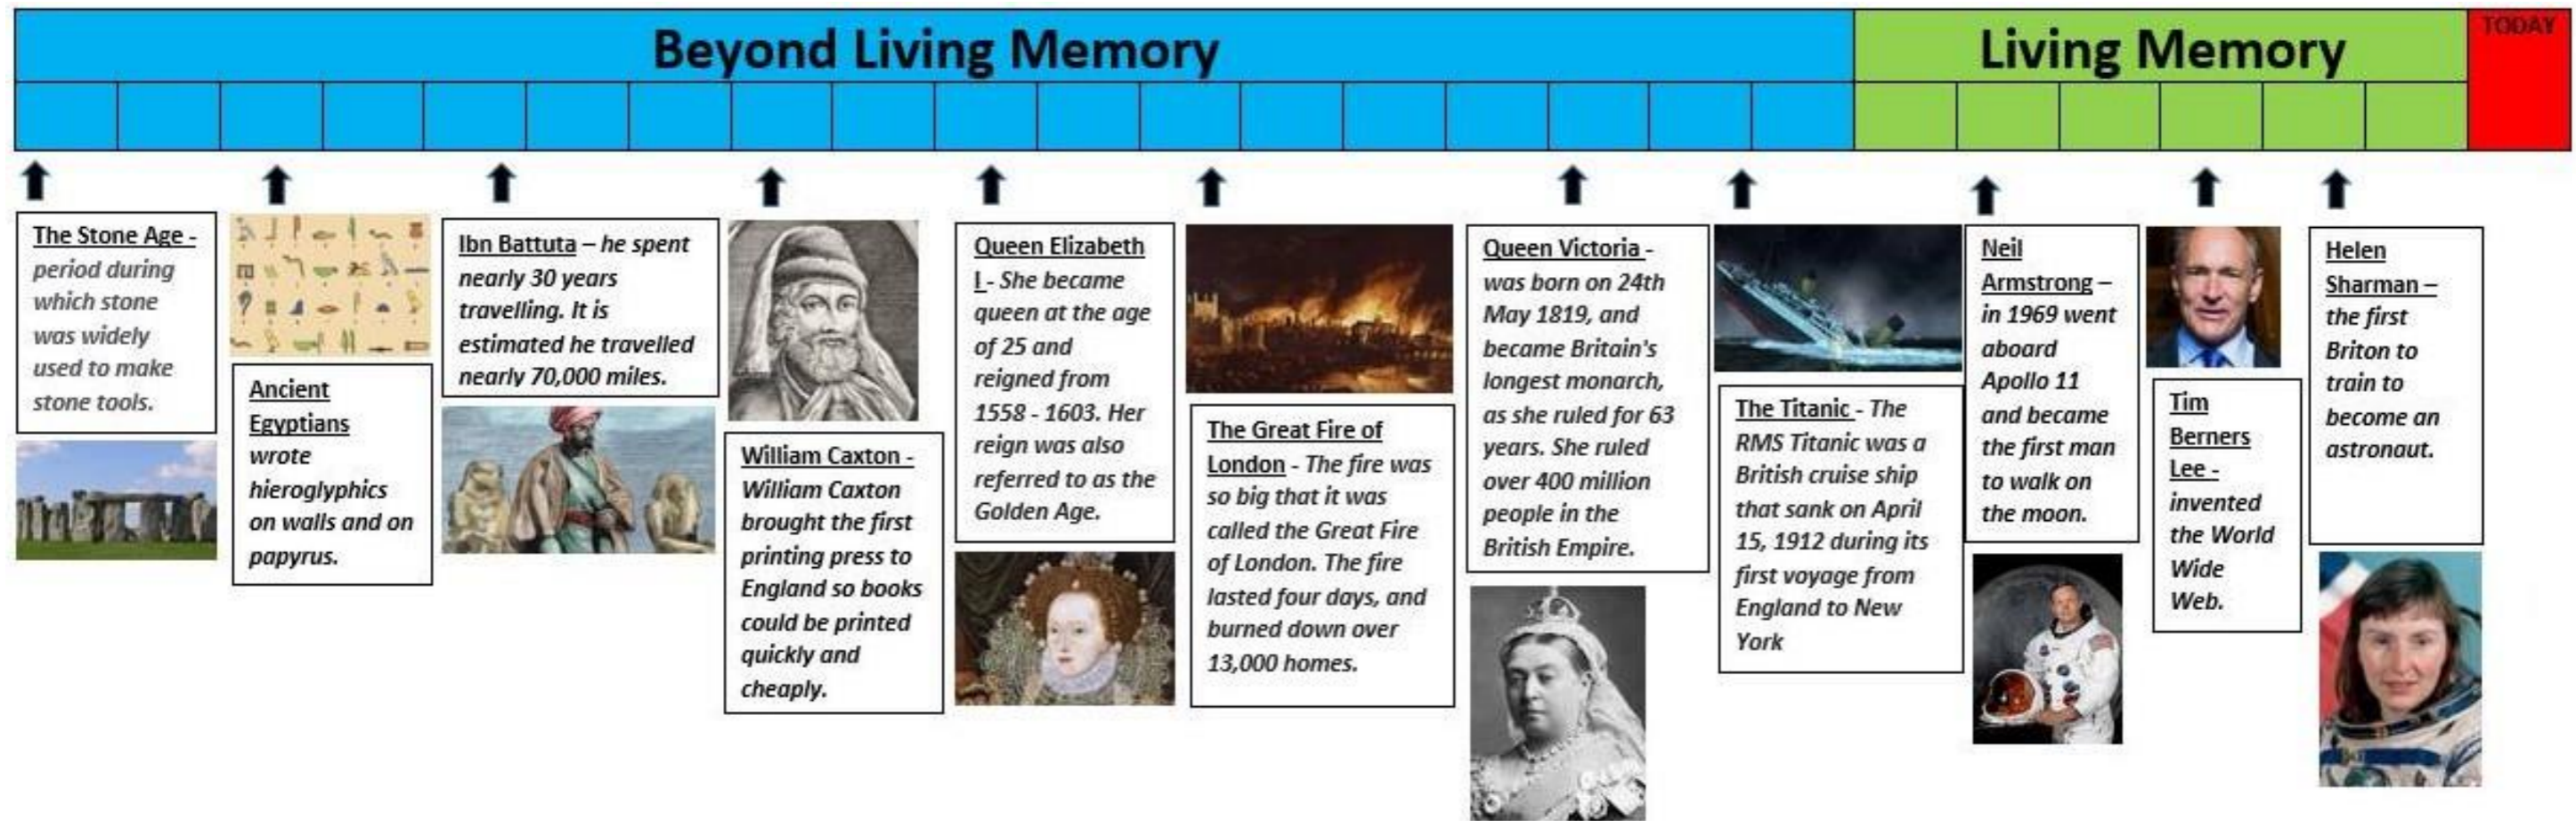 Beyond Living Memory
Living Memory
TODAY
The Stone Age -
period during
which stone
was widely
used to make
stone tools.
Ancient
Egyptians
wrote
hieroglyphics
on walls and on
papyrus.
Ibn Battuta – he spent
nearly 30 years
travelling. It is
estimated he travelled
nearly 70,000 miles.
William Caxton -
William Caxton
brought the first
printing press to
England so books
could be printed
quickly and
cheaply.
Queen Elizabeth
I - She became
queen at the age
of 25 and
reigned from
1558 - 1603. Her
reign was also
referred to as the
Golden Age.
The Great Fire of
London - The fire was
so big that it was
called the Great Fire
of London. The fire
lasted four days, and
burned down over
13,000 homes.
Queen Victoria -
was born on 24th
May 1819, and
became Britain's
longest monarch,
as she ruled for 63
years. She ruled
over 400 million
people in the
British Empire.
The Titanic - The
RMS Titanic was a
British cruise ship
that sank on April
15, 1912 during its
first voyage from
England to New
York
Neil
Armstrong –
in 1969 went
aboard
Apollo 11
and became
the first man
to walk on
the moon.
Tim
Berners
Lee -
invented
the World
Wide
Web.
Helen
Sharman –
the first
Briton to
train to
become an
astronaut.